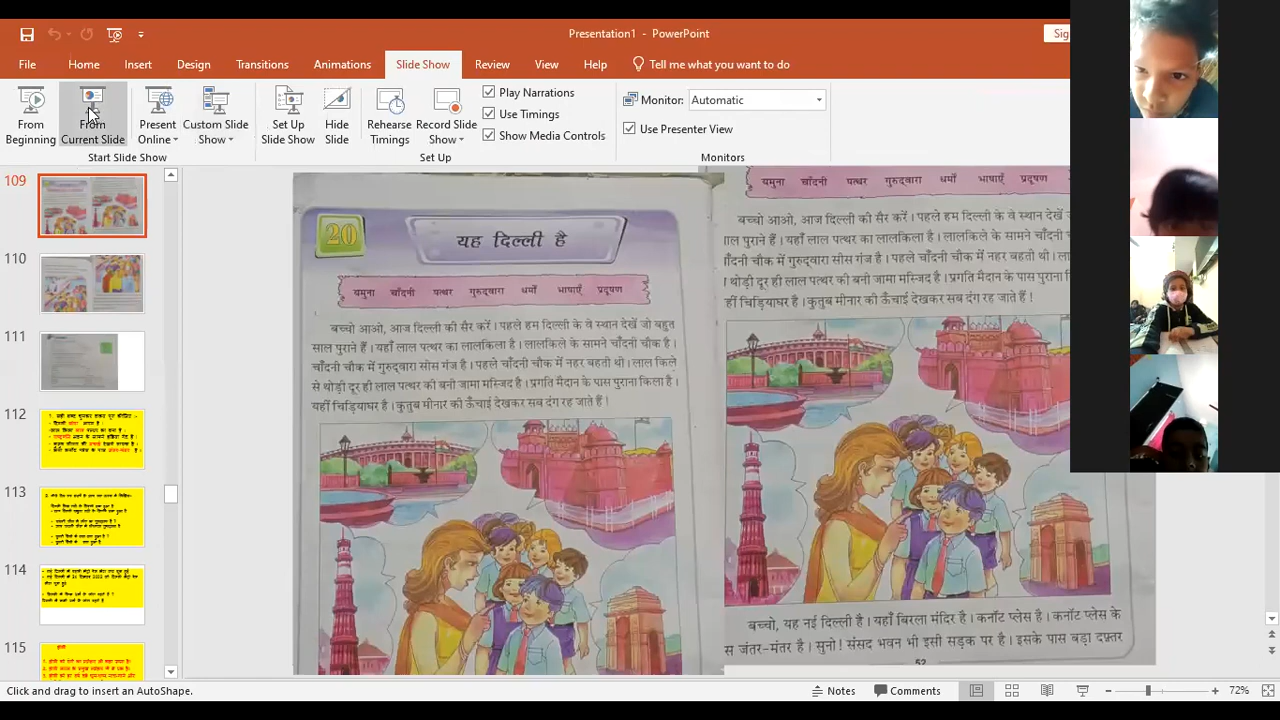 Presentation1 - PowerPoint
File Home Insert Design Transitions Animations Slide Show Review View Help Tell me what you want to do
From Beginning
From Current Slide
Present Online
Custom Slide Show
Set Up Slide Show
Hide Slide
Rehearse Timings
Record Slide Show
Play Narrations
Use Timings
Show Media Controls
Monitor: Automatic
Use Presenter View
Start Slide Show
Set Up
Monitors
109
110
111
112
113
114
115
20
यह दिल्ली है
यमुना चाँदनी पत्थर गुरुद्वारा धर्मों भाषाएँ प्रदूषण
बच्चो आओ, आज दिल्ली की सैर करें। पहले हम दिल्ली के वे स्थान देखें जो बहुत
साल पुराने हैं। यहाँ लाल पत्थर का लालकिला है। लालकिले के सामने चाँदनी चौक है।
चाँदनी चौक में गुरुद्वारा सीस गंज है। पहले चाँदनी चौक में नहर बहती थी। लाल किले
से थोड़ी दूर ही लाल पत्थर की बनी जामा मस्जिद है। प्रगति मैदान के पास पुराना किला है।
यहीं चिड़ियाघर है। कुतुब मीनार की ऊँचाई देखकर सब दंग रह जाते हैं!
यमुना चाँदनी पत्थर गुरुद्वारा धर्मों भाषाएँ प्रदूषण
बच्चो आओ, आज दिल्ली की सैर करें। पहले हम दिल्ली के वे स्थान देखें
पुराने हैं। यहाँ लाल पत्थर का लालकिला है। लालकिले के सामने चाँदनी
चौक में गुरुद्वारा सीस गंज है। पहले चाँदनी चौक में नहर बहती थी।
थोड़ी दूर ही लाल पत्थर की बनी जामा मस्जिद है। प्रगति मैदान के पास पुराना
चिड़ियाघर है। कुतुब मीनार की ऊँचाई देखकर सब दंग रह जाते हैं!
बच्चो, यह नई दिल्ली है। यहाँ बिरला मंदिर है। कनॉट प्लेस है। कनॉट प्लेस के
जंतर-मंतर है। सुनो! संसद भवन भी इसी सड़क पर है। इसके पास बड़ा दफ़्तर
52
Click and drag to insert an AutoShape.
Notes Comments 72%